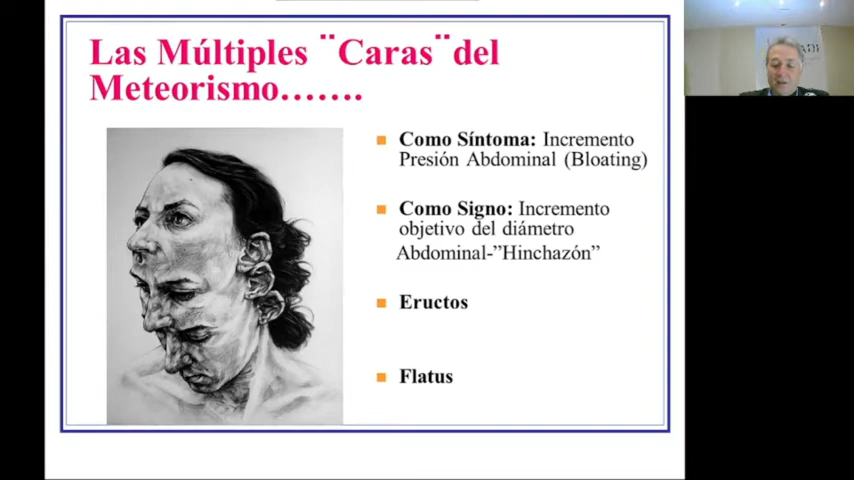 Las Múltiples ¨Caras¨del
Meteorismo…….
Como Síntoma: Incremento
Presión Abdominal (Bloating)
Como Signo: Incremento
objetivo del diámetro
Abdominal-”Hinchazón”
Eructos
Flatus